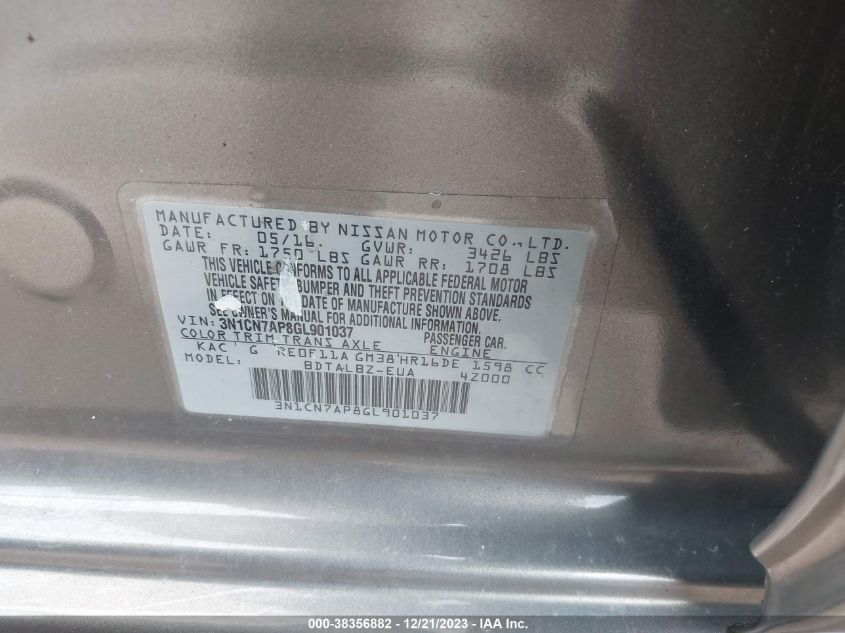 MANUFACTURED BY NISSAN MOTOR CO., LTD.
DATE: 05/16 GVWR: 3426 LBS
GAWR FR: 1750 LBS GAWR RR: 1708 LBS
THIS VEHICLE CONFORMS TO ALL APPLICABLE FEDERAL MOTOR
VEHICLE SAFETY, BUMPER AND THEFT PREVENTION STANDARDS
IN EFFECT ON THE DATE OF MANUFACTURE SHOWN ABOVE.
SEE OWNER'S MANUAL FOR ADDITIONAL INFORMATION.
VIN: 3N1CN7AP8GL901037 PASSENGER CAR.
COLOR TRIM TRANS AXLE ENGINE
KAC G RE0F11A GM38 HR16DE 1598 CC
MODEL: BDTALBZ-EUA 42000
3N1CN7AP8GL901037
000-38356882 - 12/21/2023 - IAA Inc.